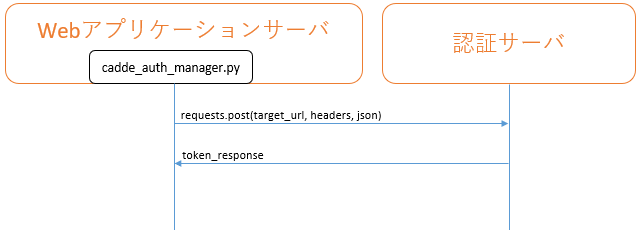 Webアプリケーションサーバ
認証サーバ
cadde_auth_manager.py
requests.post(target_url, headers, json)
token_response